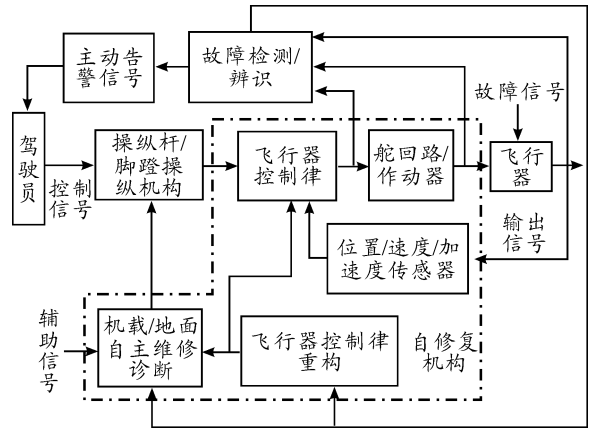 主动告
警信号
故障检测/
辨识
故障信号
驾
驶
员
操纵杆/
脚蹬操
纵机构
飞行器
控制律
舵回路/
作动器
飞行
器
控制
信号
输出
信号
位置/速度/加
速度传感器
辅
助
信
号
机载/地面
自主维修
诊断
飞行器控制律
重构
自修复
机构